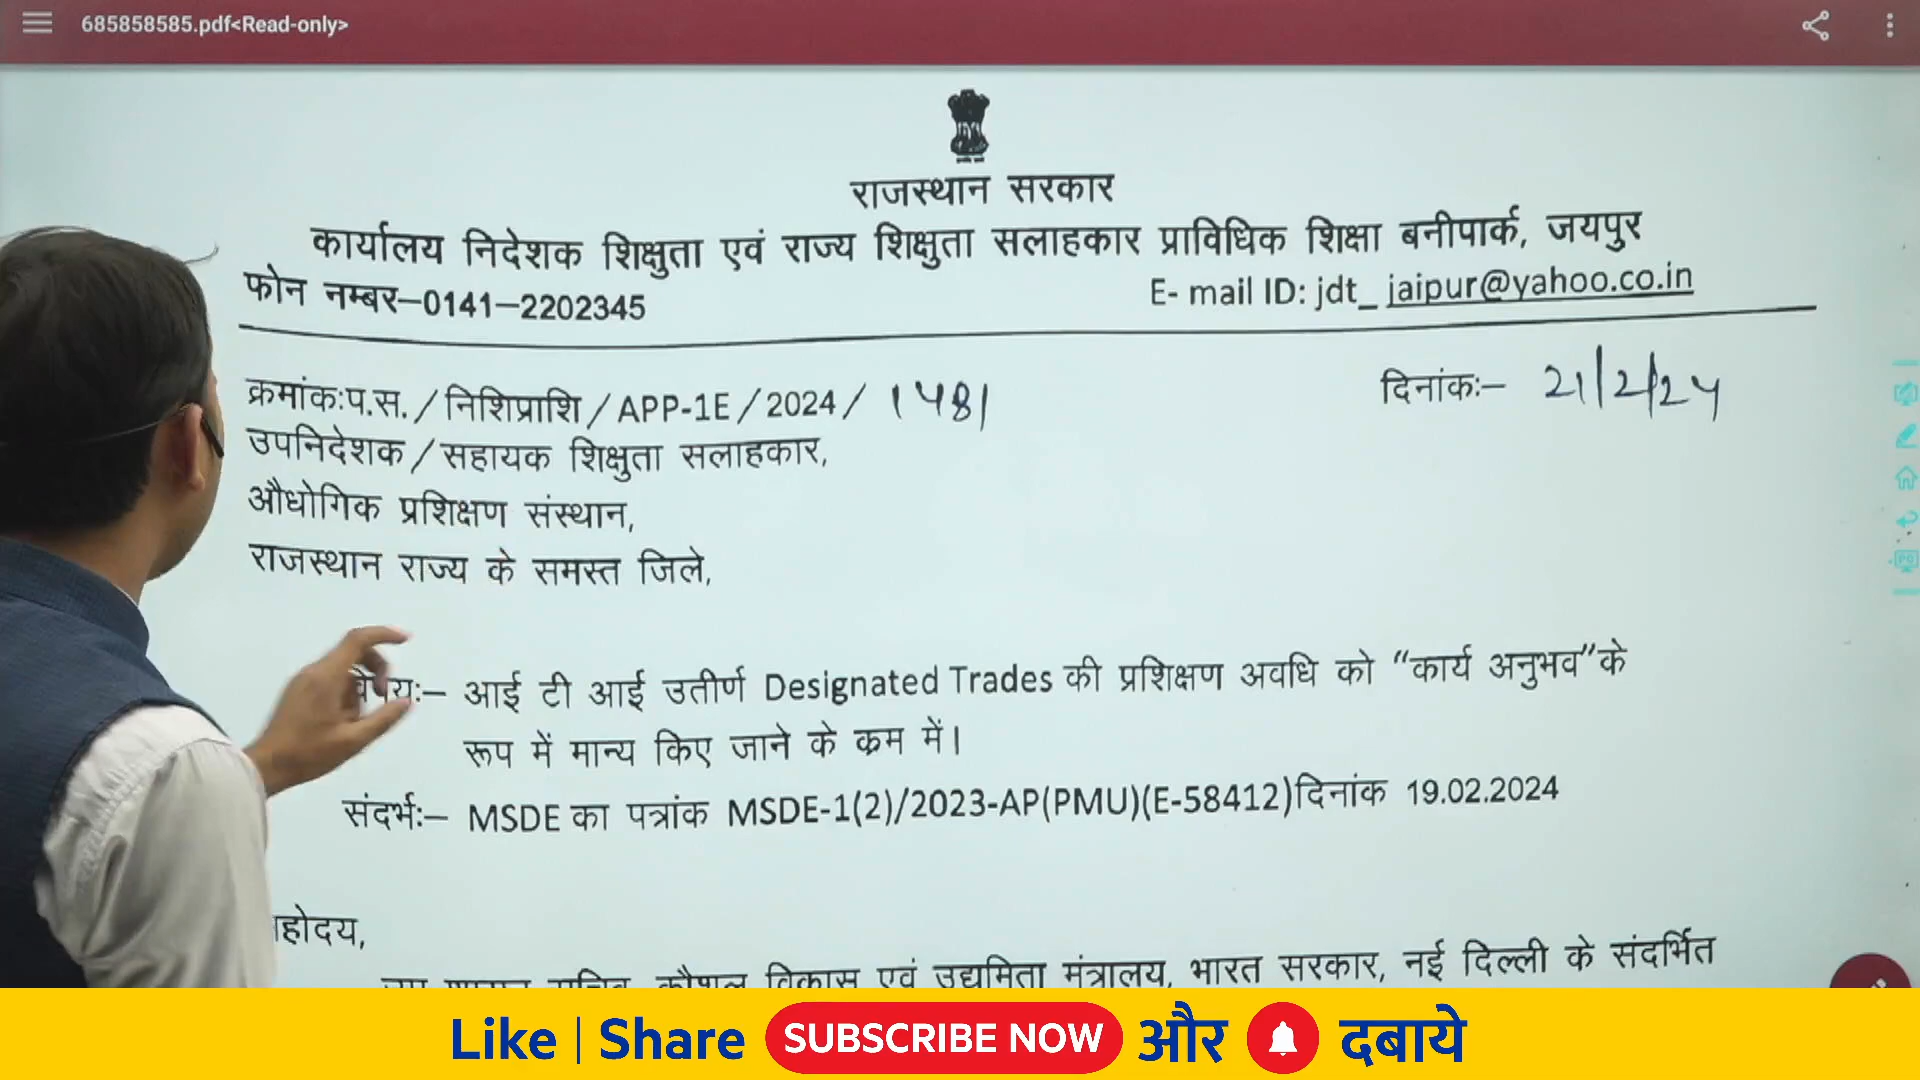 685858585.pdf<Read-only>
राजस्थान सरकार
कार्यालय निदेशक शिक्षुता एवं राज्य शिक्षुता सलाहकार प्राविधिक शिक्षा बनीपार्क, जयपुर
फोन नम्बर–0141–2202345 E- mail ID: jdt_ jaipur@yahoo.co.in
क्रमांकः प.स./निशिप्राशि/APP-1E/2024/ 1481 दिनांकः– 21/2/24
उपनिदेशक/सहायक शिक्षुता सलाहकार,
औधोगिक प्रशिक्षण संस्थान,
राजस्थान राज्य के समस्त जिले,
विषयः– आई टी आई उतीर्ण Designated Trades की प्रशिक्षण अवधि को “कार्य अनुभव”के
रूप में मान्य किए जाने के क्रम में।
संदर्भः– MSDE का पत्रांक MSDE-1(2)/2023-AP(PMU)(E-58412)दिनांक 19.02.2024
होदय,
कौशल विकास एवं उद्यमिता मंत्रालय, भारत सरकार, नई दिल्ली के संदर्भित
Like | Share SUBSCRIBE NOW और दबाये